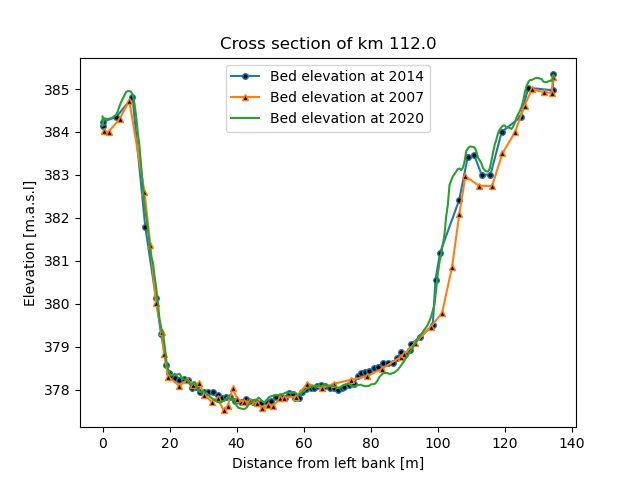 Cross section of km 112.0
Bed elevation at 2014
Bed elevation at 2007
Bed elevation at 2020
Elevation [m.a.s.l]
385
384
383
382
381
380
379
378
0 20 40 60 80 100 120 140
Distance from left bank [m]